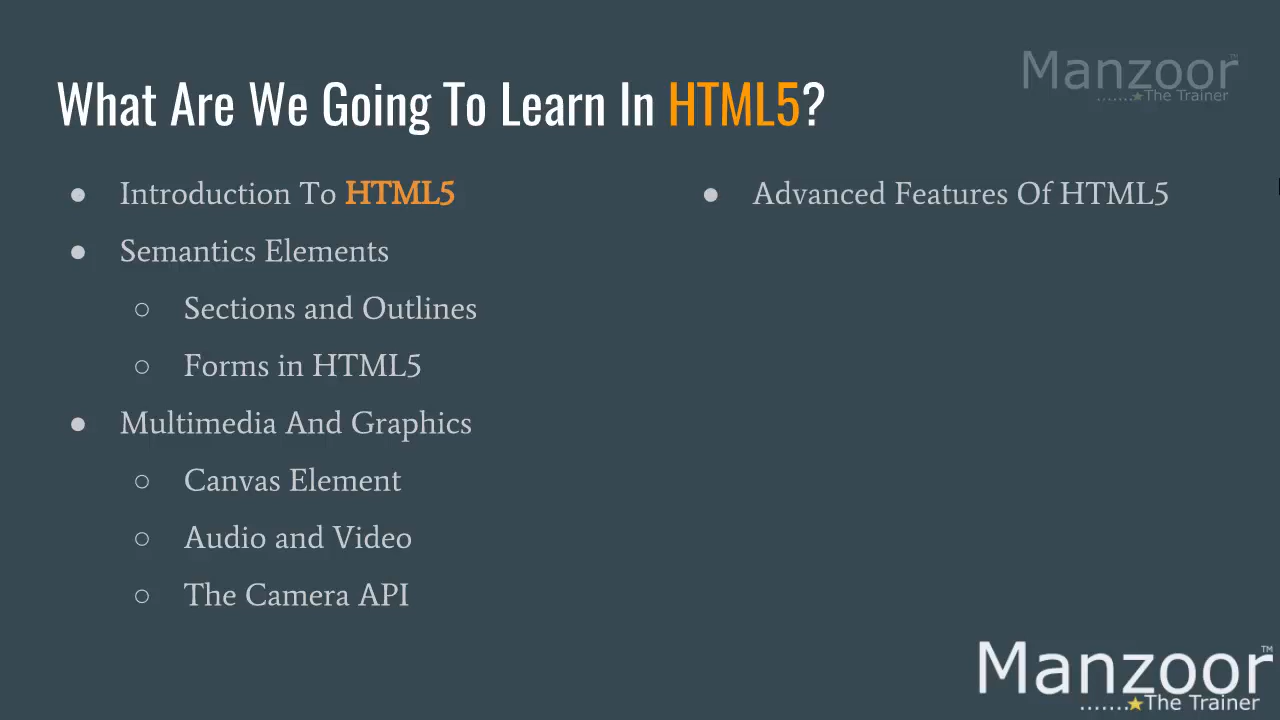 Manzoor™
.......★The Trainer
What Are We Going To Learn In HTML5?
● Introduction To HTML5
● Semantics Elements
○ Sections and Outlines
○ Forms in HTML5
● Multimedia And Graphics
○ Canvas Element
○ Audio and Video
○ The Camera API
● Advanced Features Of HTML5
Manzoor™
.......★The Trainer